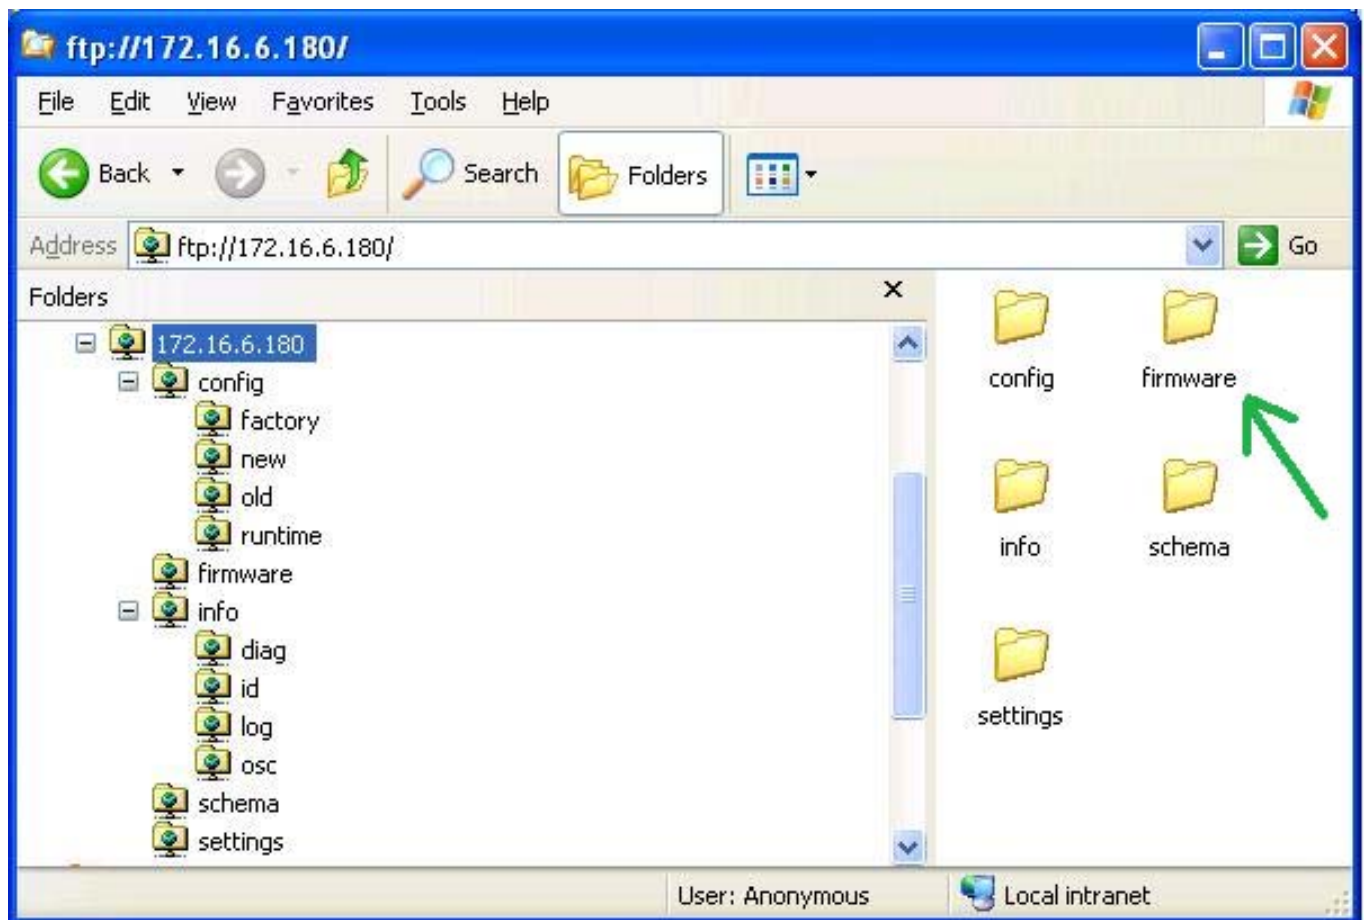 ftp://172.16.6.180/
File Edit View Favorites Tools Help
Back Search Folders
Address ftp://172.16.6.180/ Go
Folders
172.16.6.180
config
factory
new
old
runtime
firmware
info
diag
id
log
osc
schema
settings
config firmware
info schema
settings
User: Anonymous Local intranet